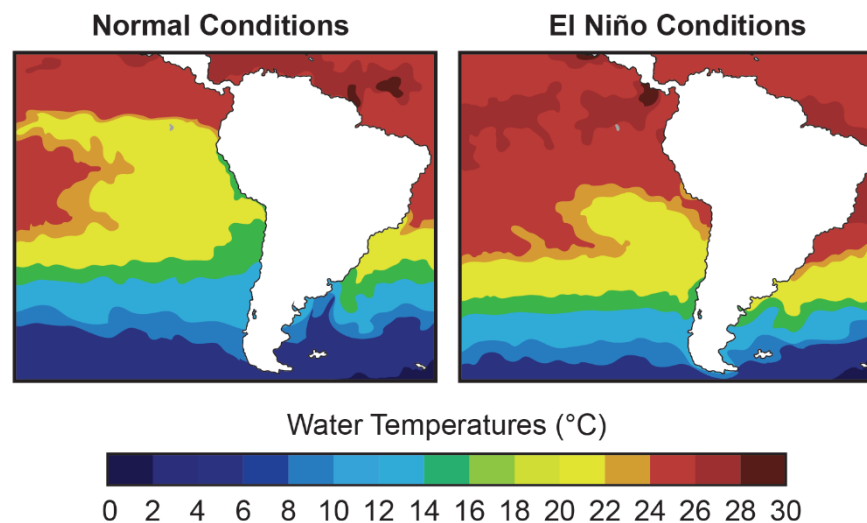 Normal Conditions
El Niño Conditions
Water Temperatures (°C)
0 2 4 6 8 10 12 14 16 18 20 22 24 26 28 30